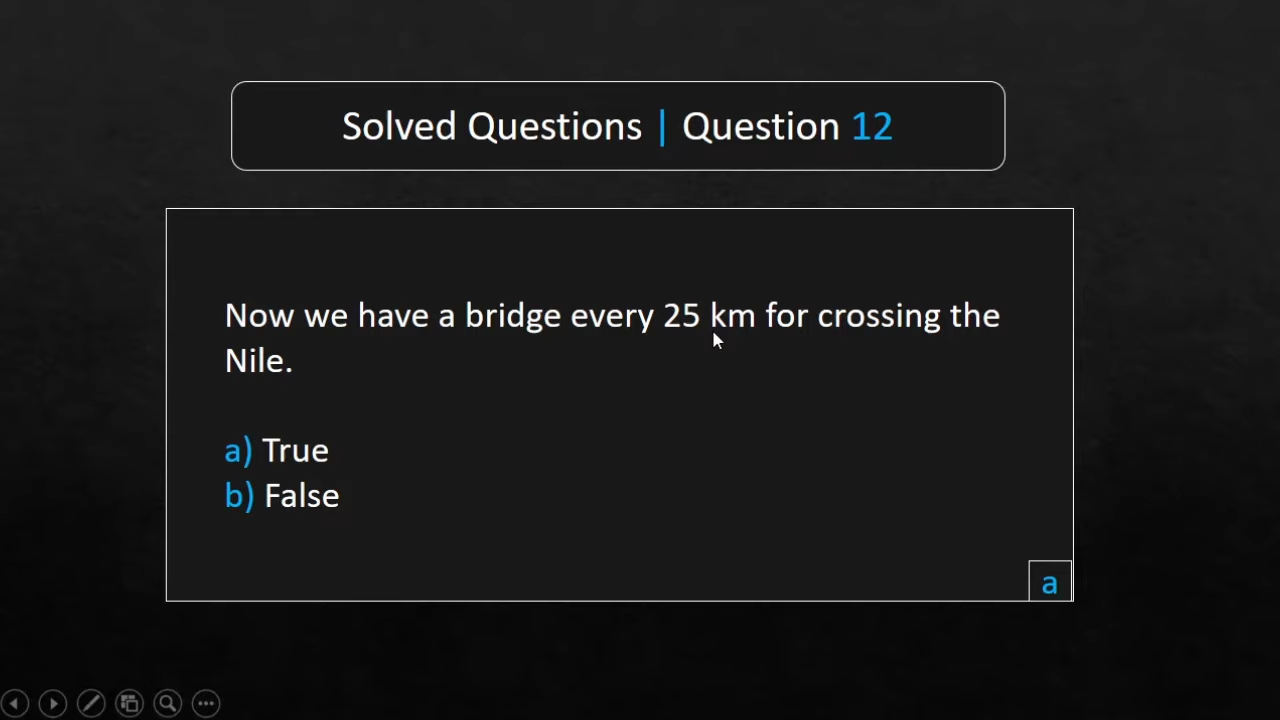 Solved Questions | Question 12
Now we have a bridge every 25 km for crossing the
Nile.
a) True
b) False
a